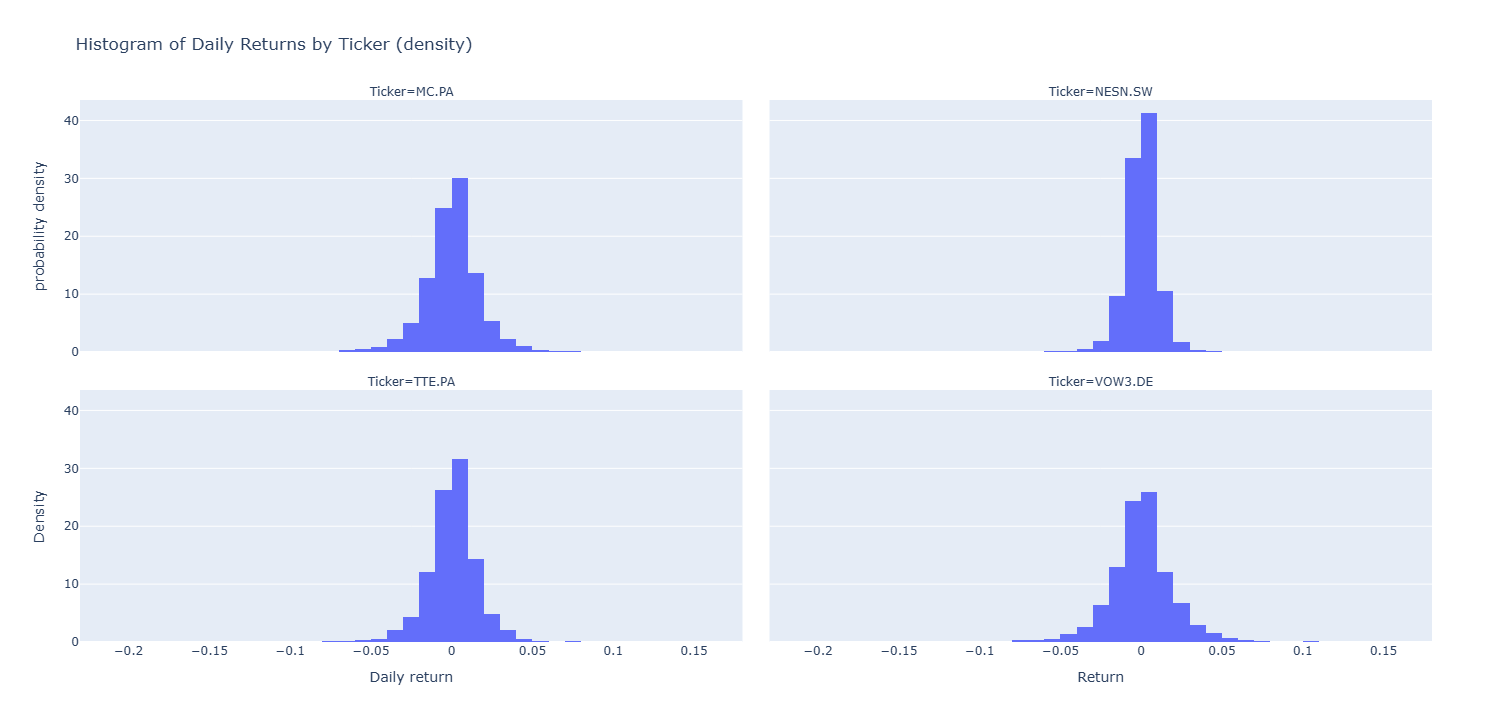 Histogram of Daily Returns by Ticker (density)
Ticker=MC.PA
Ticker=NESN.SW
probability density
40
30
20
10
0
Ticker=TTE.PA
Ticker=VOW3.DE
Density
40
30
20
10
0
−0.2 −0.15 −0.1 −0.05 0 0.05 0.1 0.15
−0.2 −0.15 −0.1 −0.05 0 0.05 0.1 0.15
Daily return
Return